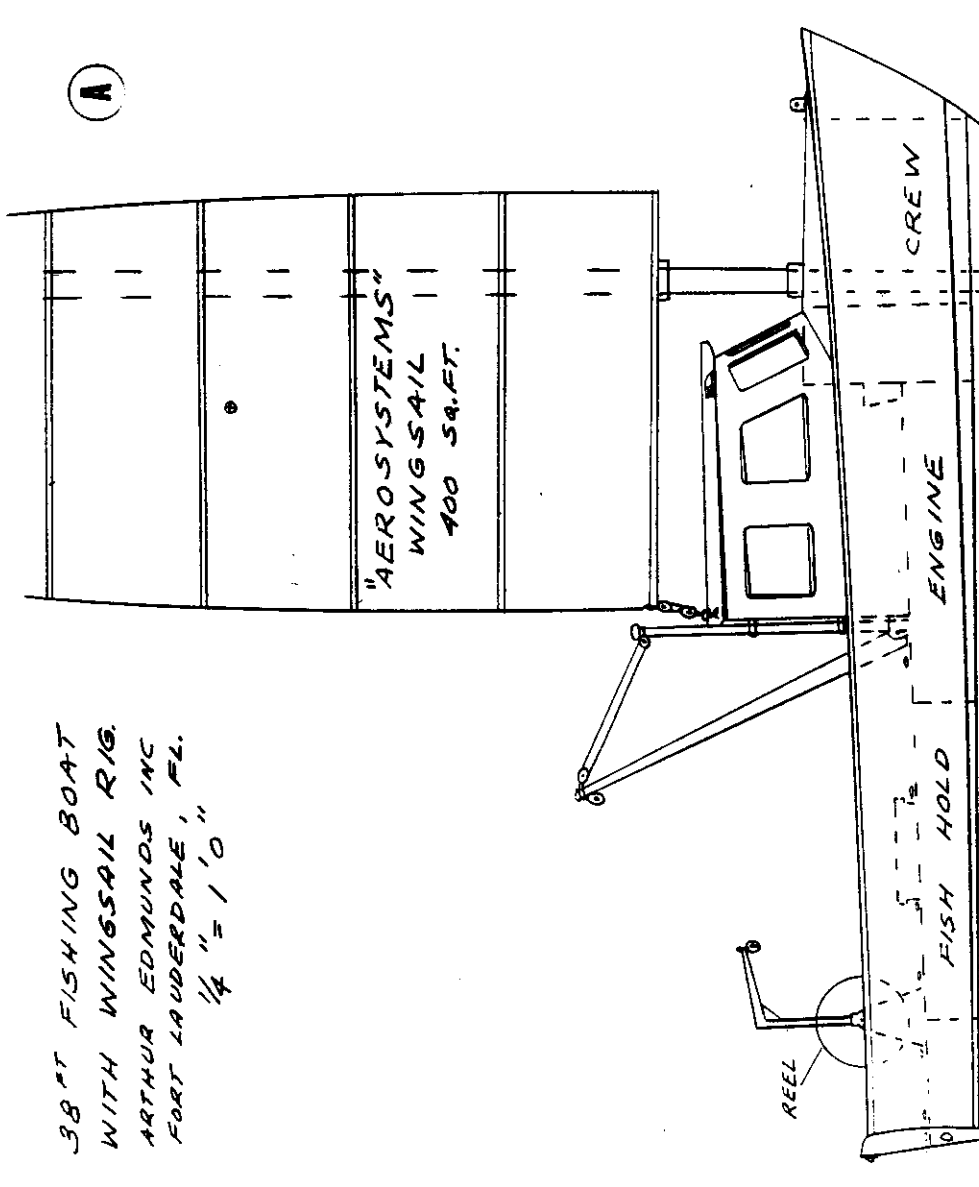 38 FT FISHING BOAT
WITH WINGSAIL RIG.
ARTHUR EDMUNDS INC
FORT LAUDERDALE, FL.
1/4" = 1'0"
A
"AEROSYSTEMS"
WINGSAIL
400 SQ.FT.
REEL
FISH HOLD
ENGINE
CREW